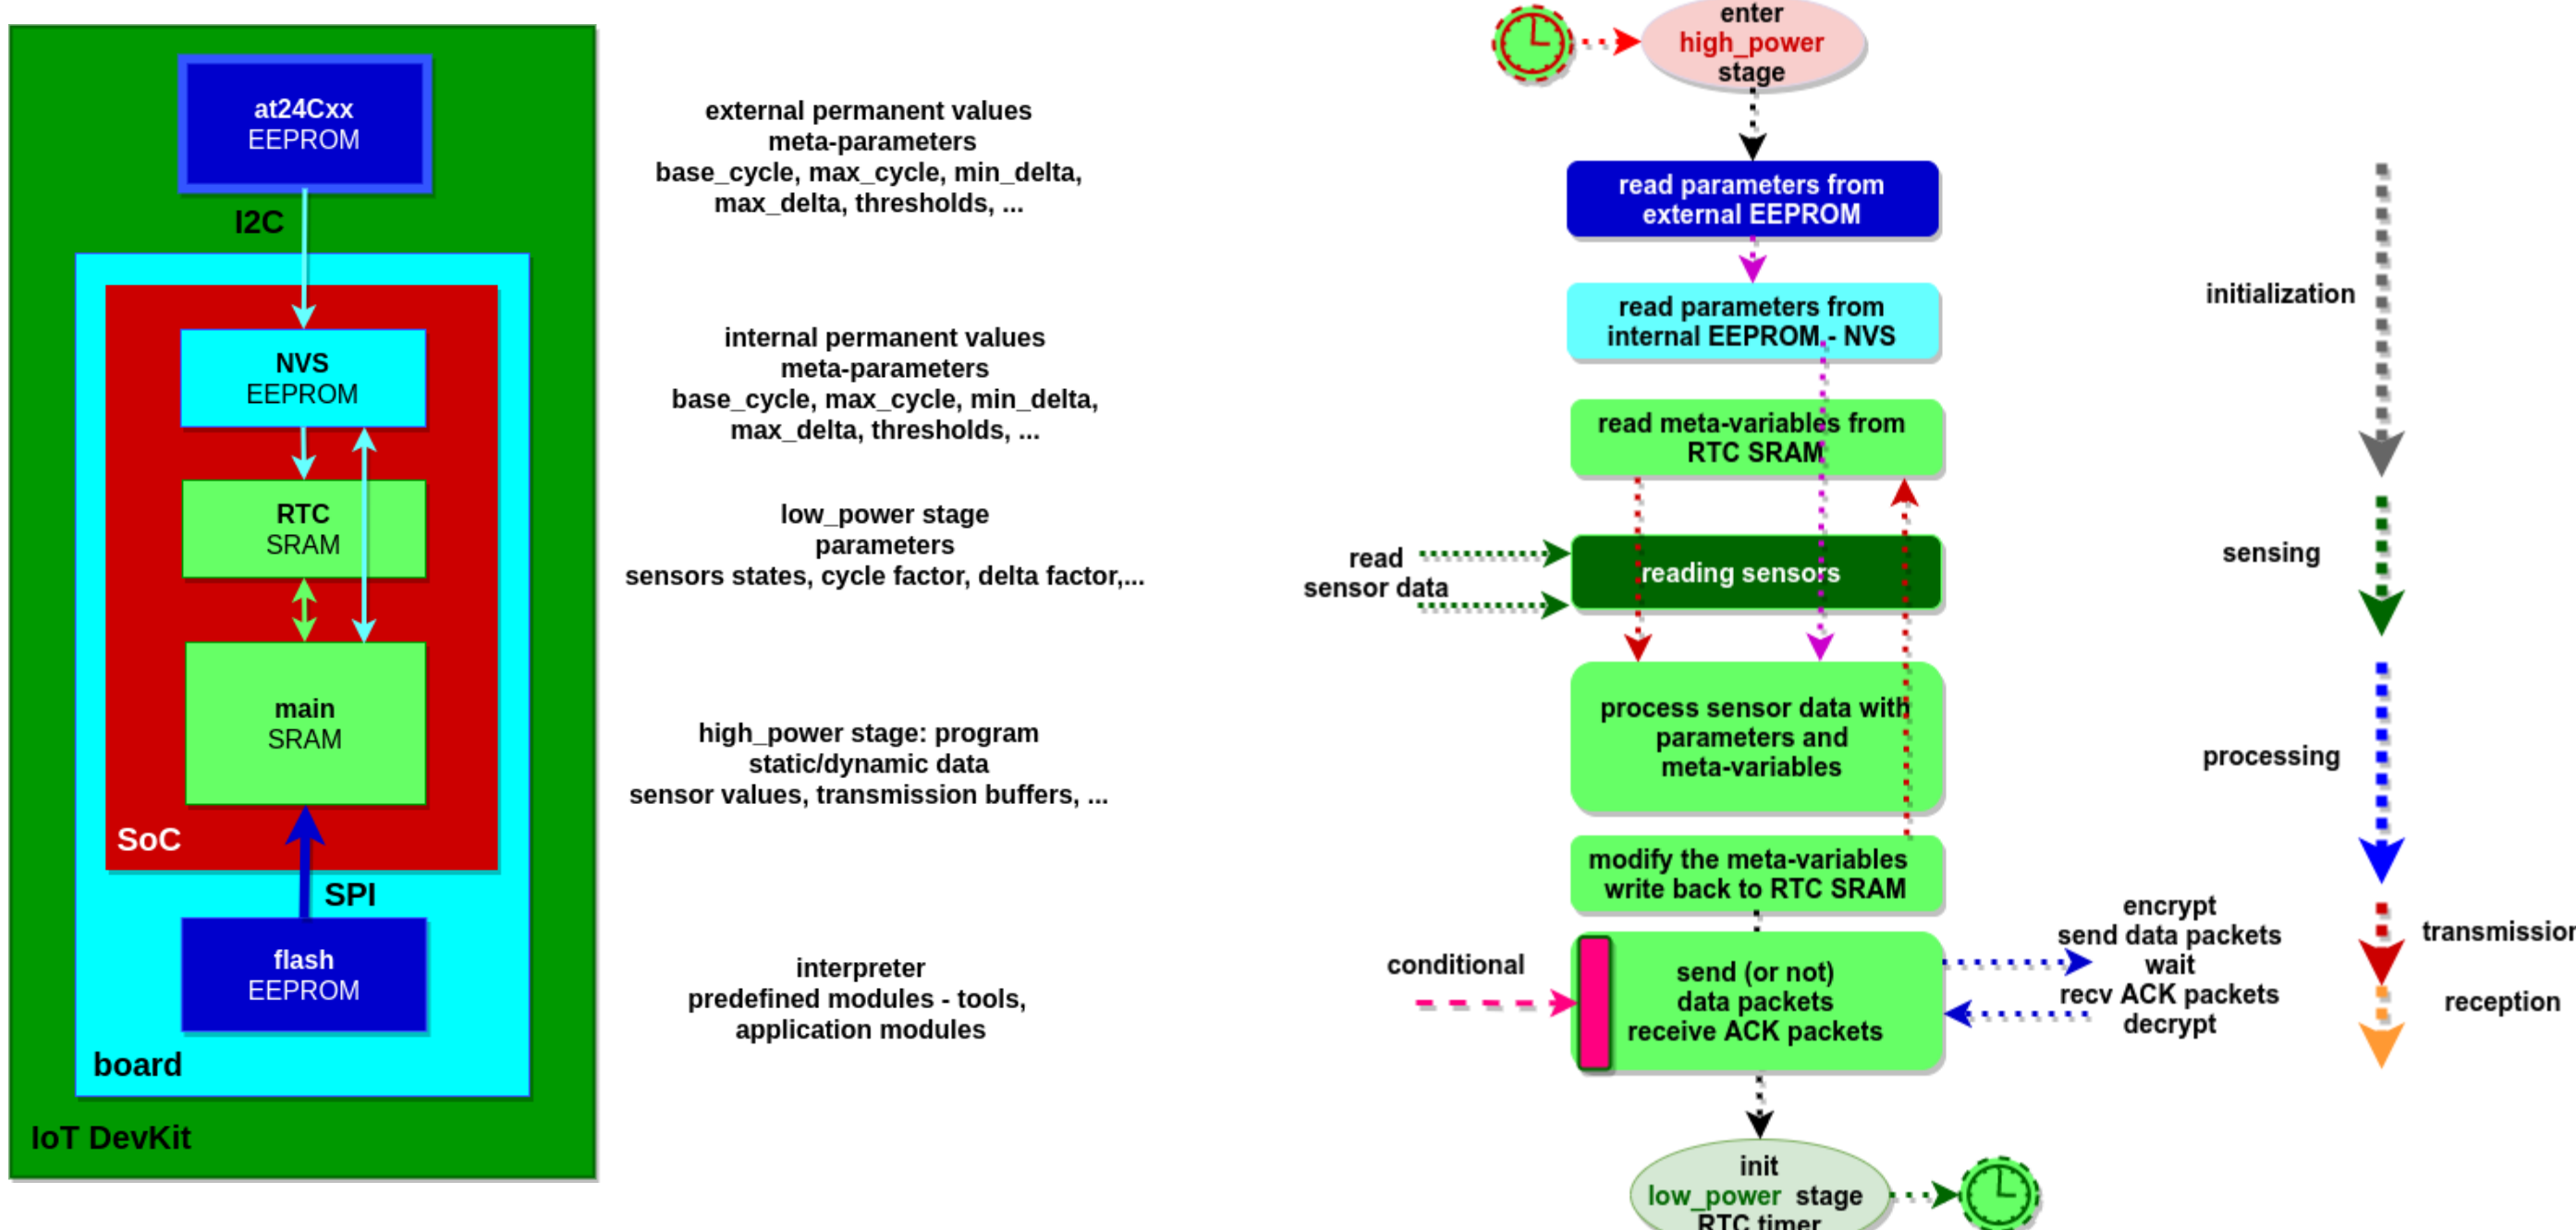 at24Cxx
EEPROM
I2C
NVS
EEPROM
RTC
SRAM
main
SRAM
SoC
SPI
flash
EEPROM
board
IoT DevKit
external permanent values
meta-parameters
base_cycle, max_cycle, min_delta,
max_delta, thresholds, ...
internal permanent values
meta-parameters
base_cycle, max_cycle, min_delta,
max_delta, thresholds, ...
low_power stage
parameters
sensors states, cycle factor, delta factor,...
high_power stage: program
static/dynamic data
sensor values, transmission buffers, ...
interpreter
predefined modules - tools,
application modules
enter
high_power
stage
read parameters from
external EEPROM
read parameters from
internal EEPROM - NVS
read meta-variables from
RTC SRAM
read
sensor data
reading sensors
process sensor data with
parameters and
meta-variables
modify the meta-variables
write back to RTC SRAM
conditional
send (or not)
data packets
receive ACK packets
encrypt
send data packets
wait
recv ACK packets
decrypt
init
low_power stage
RTC timer
initialization
sensing
processing
transmission
reception